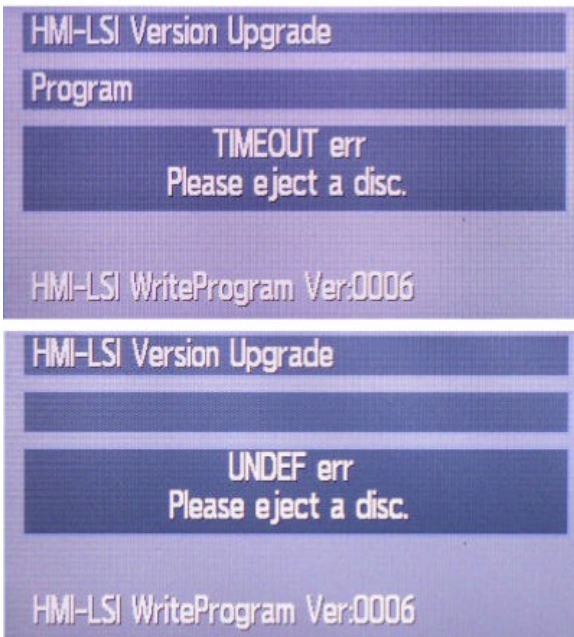 HMI-LSI Version Upgrade
Program
TIMEOUT err
Please eject a disc.
HMI-LSI WriteProgram Ver:0006
HMI-LSI Version Upgrade
UNDEF err
Please eject a disc.
HMI-LSI WriteProgram Ver:0006